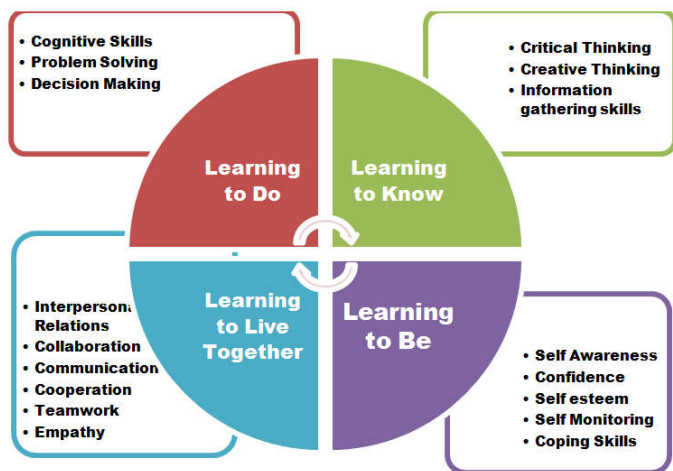 • Cognitive Skills
• Problem Solving
• Decision Making
• Critical Thinking
• Creative Thinking
• Information
gathering skills
Learning
to Do
Learning
to Know
Learning
to Live
Together
Learning
to Be
•
Relations
• Collaboration
• Communication
• Cooperation
• Teamwork
• Empathy
• Self Awareness
• Confidence
• Self esteem
• Self Monitoring
• Coping Skills